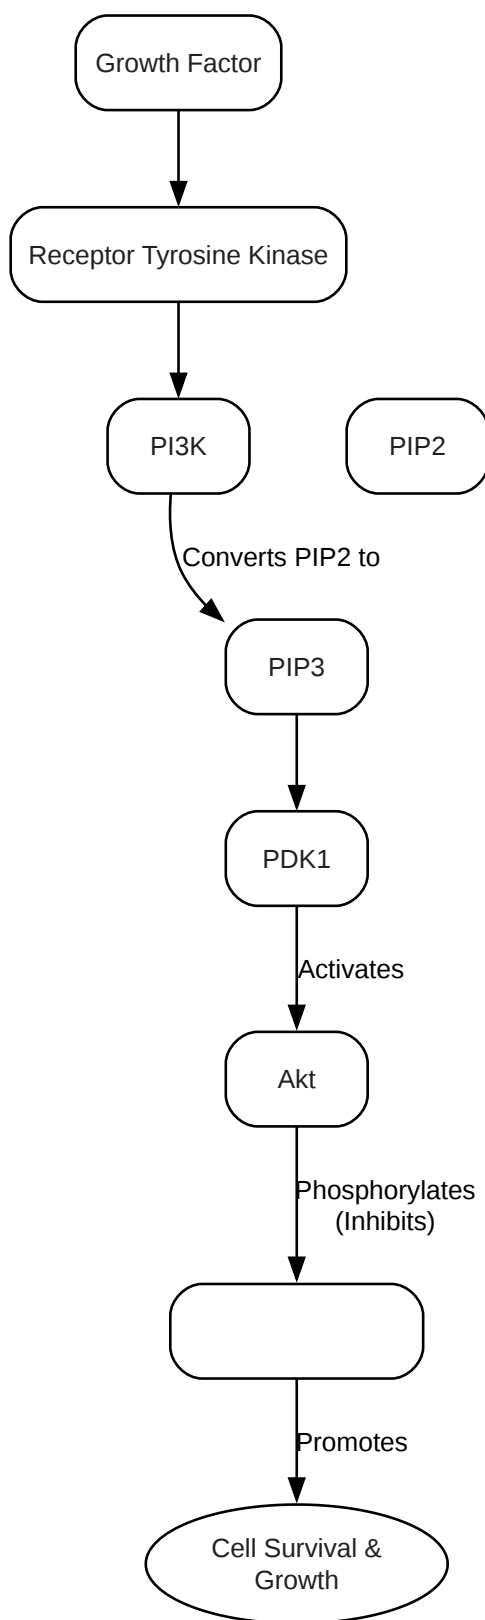 Growth Factor
Receptor Tyrosine Kinase
PI3K
PIP2
Converts PIP2 to
PIP3
PDK1
Activates
Akt
Phosphorylates
(Inhibits)
Promotes
Cell Survival &
Growth